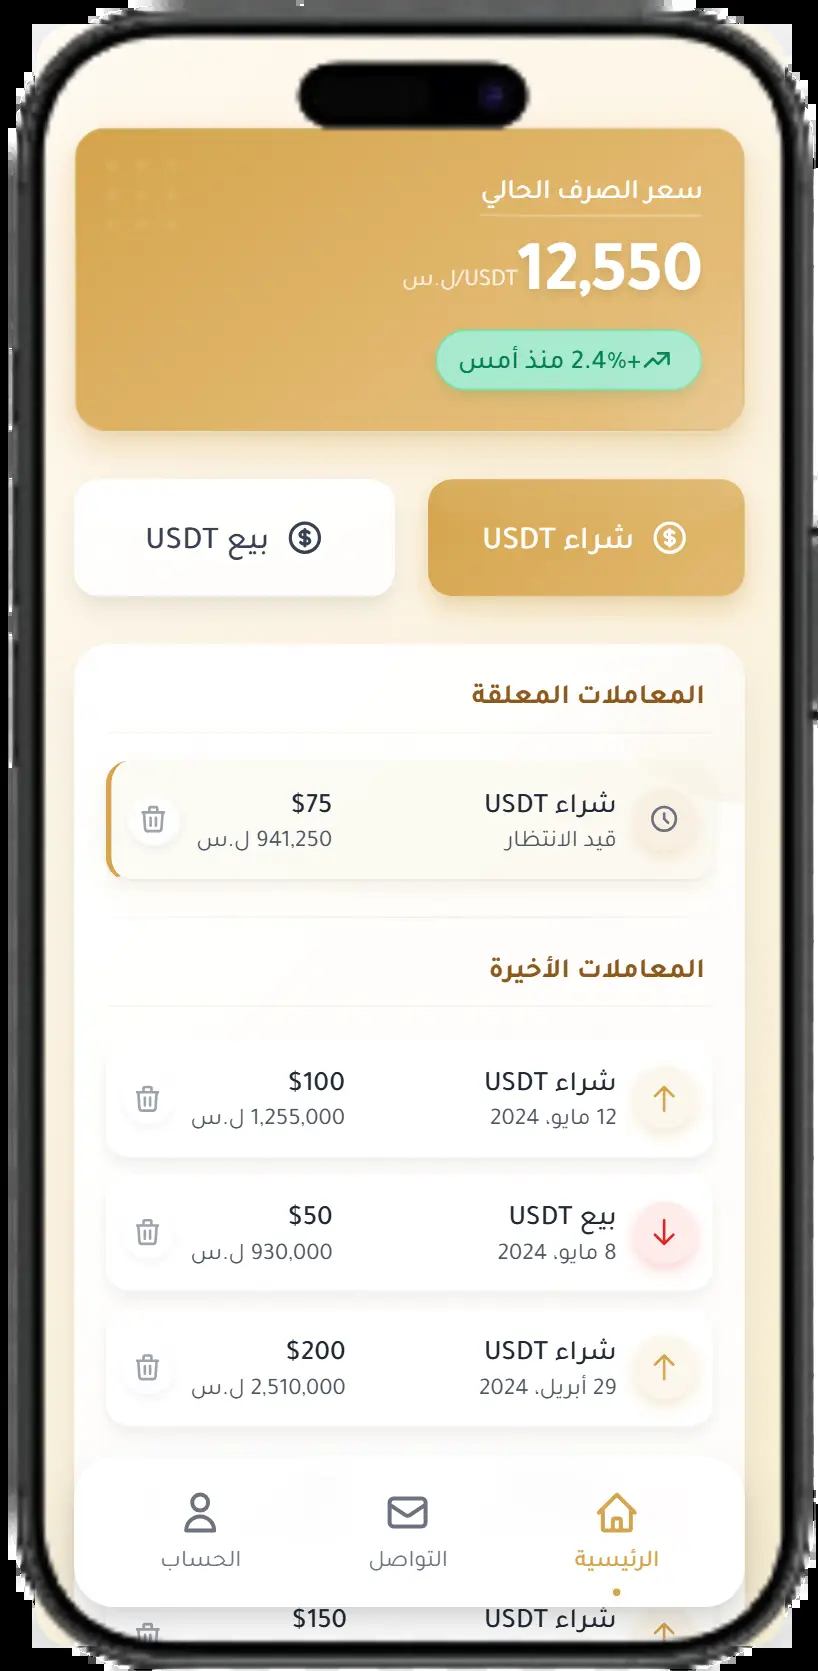 سعر الصرف الحالي
12,550 USDT/ل.س
+2.4% منذ أمس
شراء USDT
بيع USDT
المعاملات المعلقة
شراء USDT
$75
قيد الانتظار
941,250 ل.س
المعاملات الأخيرة
شراء USDT
$100
12 مايو، 2024
1,255,000 ل.س
بيع USDT
$50
8 مايو، 2024
930,000 ل.س
شراء USDT
$200
29 أبريل، 2024
2,510,000 ل.س
الرئيسية
التواصل
الحساب
شراء USDT
$150